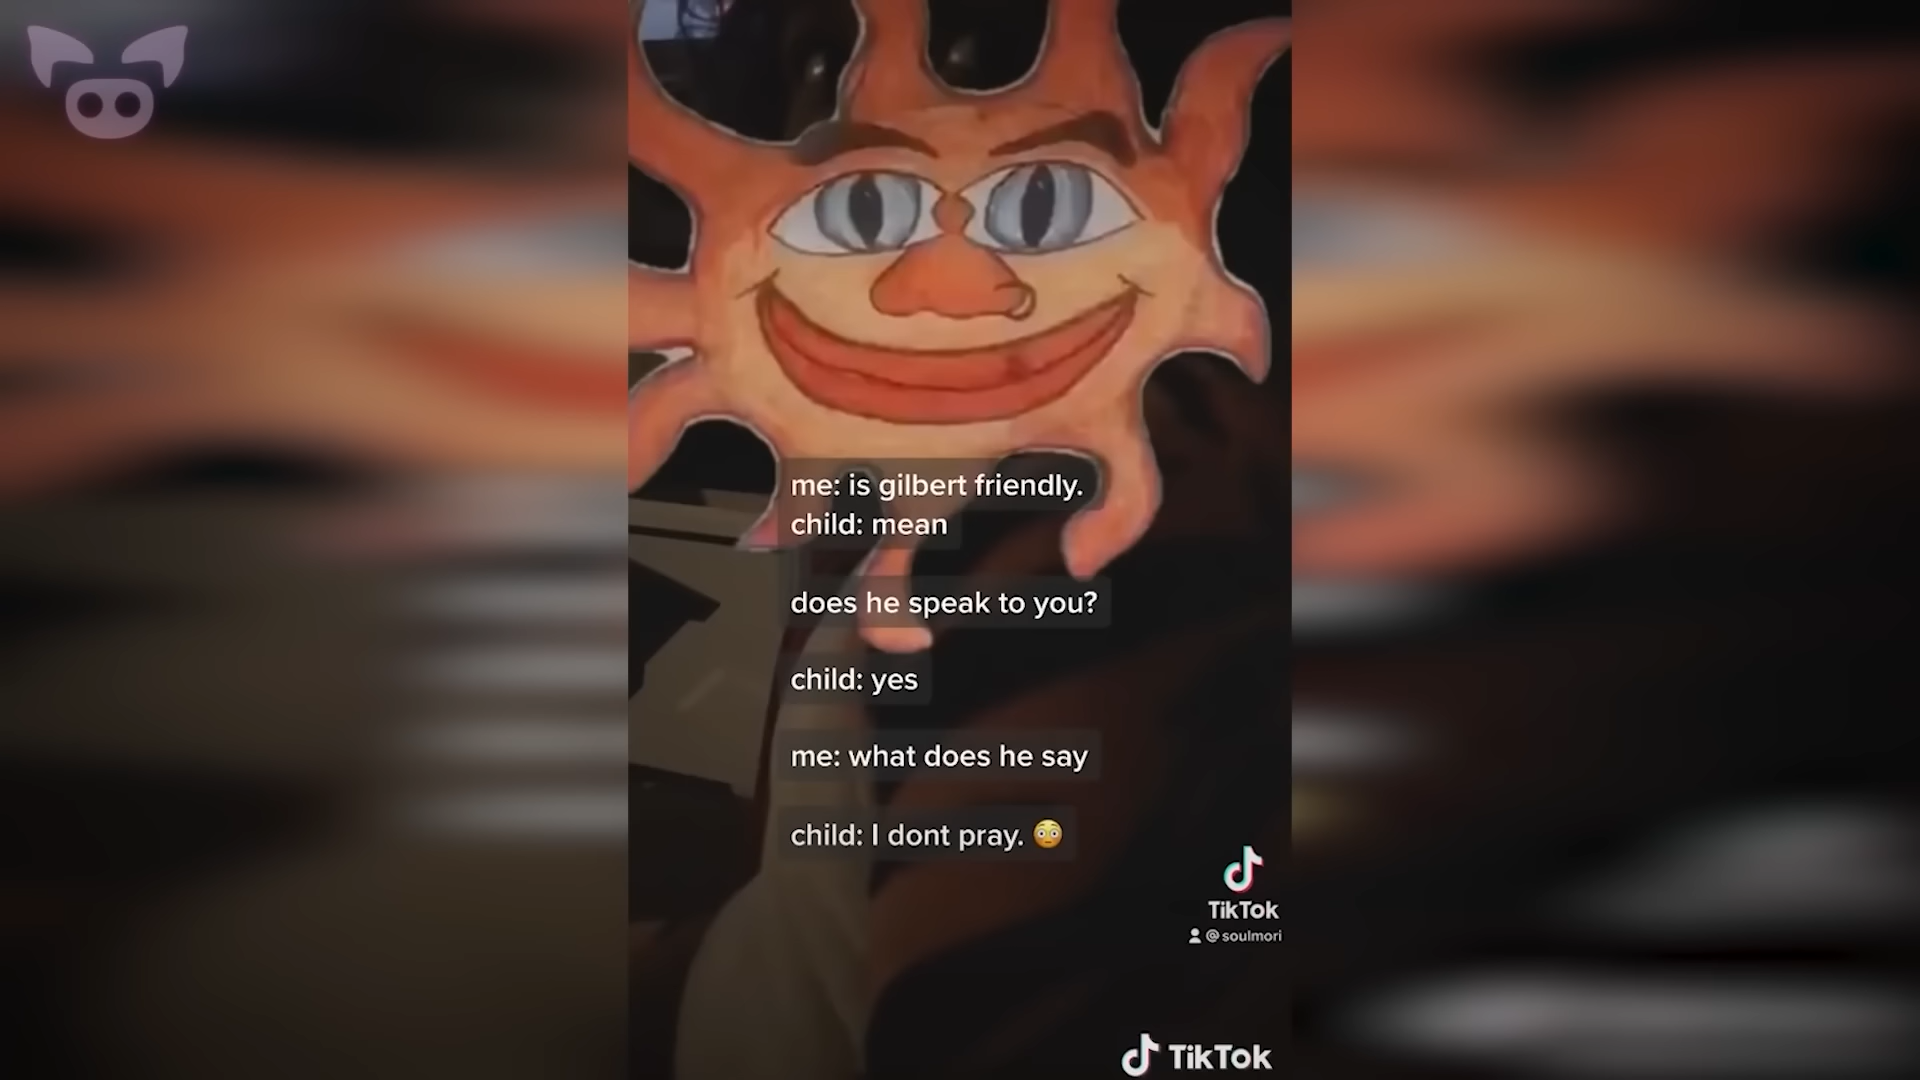 me: is gilbert friendly.
child: mean
does he speak to you?
child: yes
me: what does he say
child: I dont pray. 😳
TikTok
@soulmori
TikTok